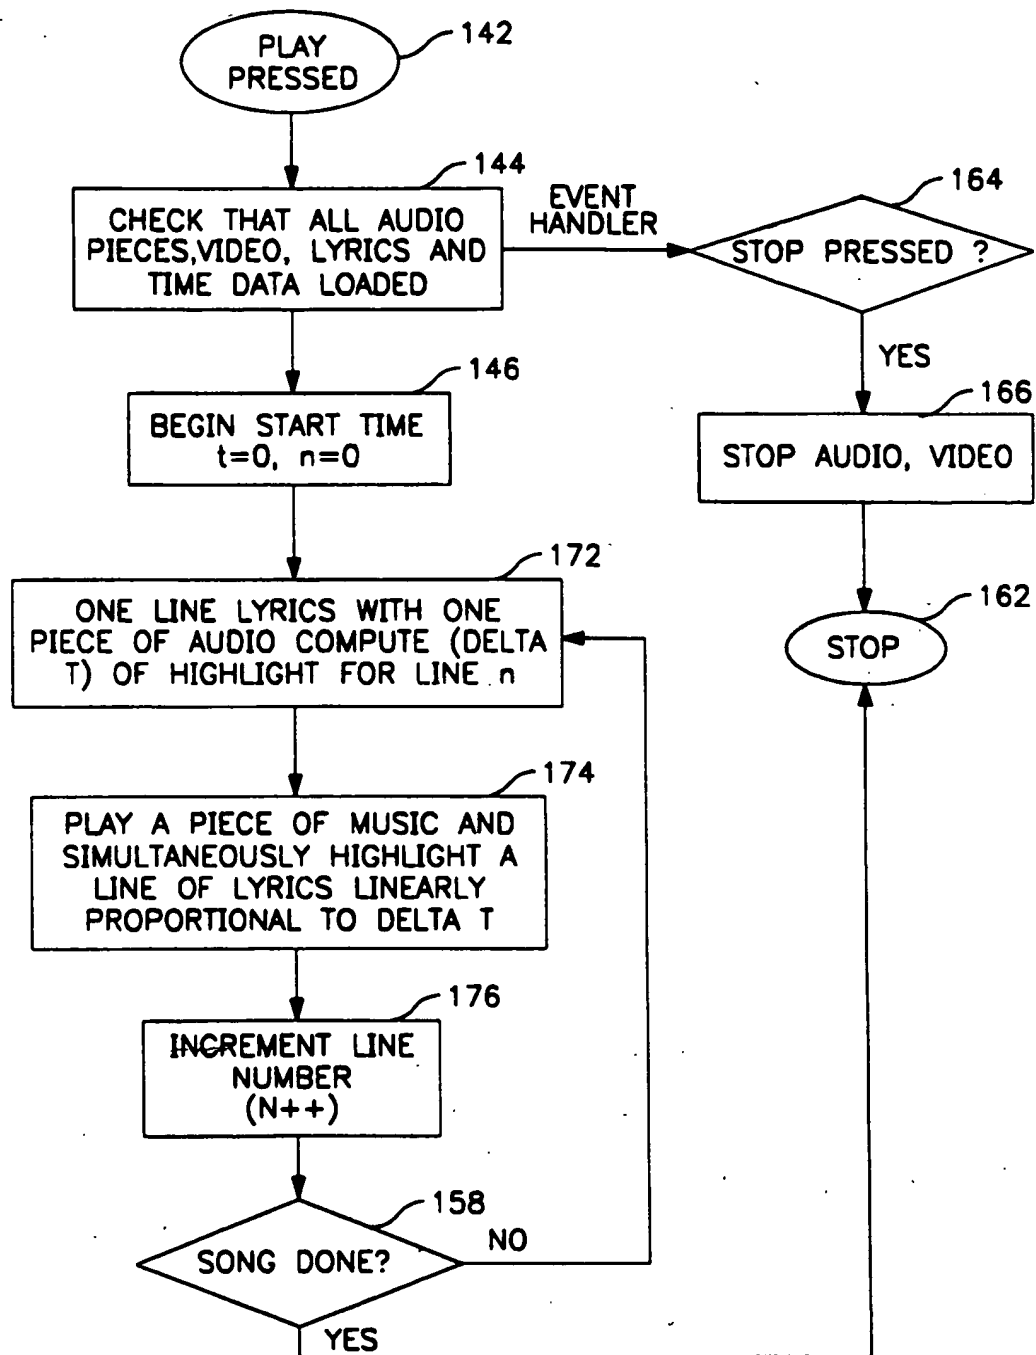 PLAY
PRESSED
142
144
CHECK THAT ALL AUDIO
PIECES,VIDEO, LYRICS AND
TIME DATA LOADED
EVENT
HANDLER
164
STOP PRESSED ?
YES
146
BEGIN START TIME
t=0, n=0
166
STOP AUDIO, VIDEO
172
ONE LINE LYRICS WITH ONE
PIECE OF AUDIO COMPUTE (DELTA
T) OF HIGHLIGHT FOR LINE n
162
STOP
174
PLAY A PIECE OF MUSIC AND
SIMULTANEOUSLY HIGHLIGHT A
LINE OF LYRICS LINEARLY
PROPORTIONAL TO DELTA T
176
INCREMENT LINE
NUMBER
(N++)
158
SONG DONE?
NO
YES